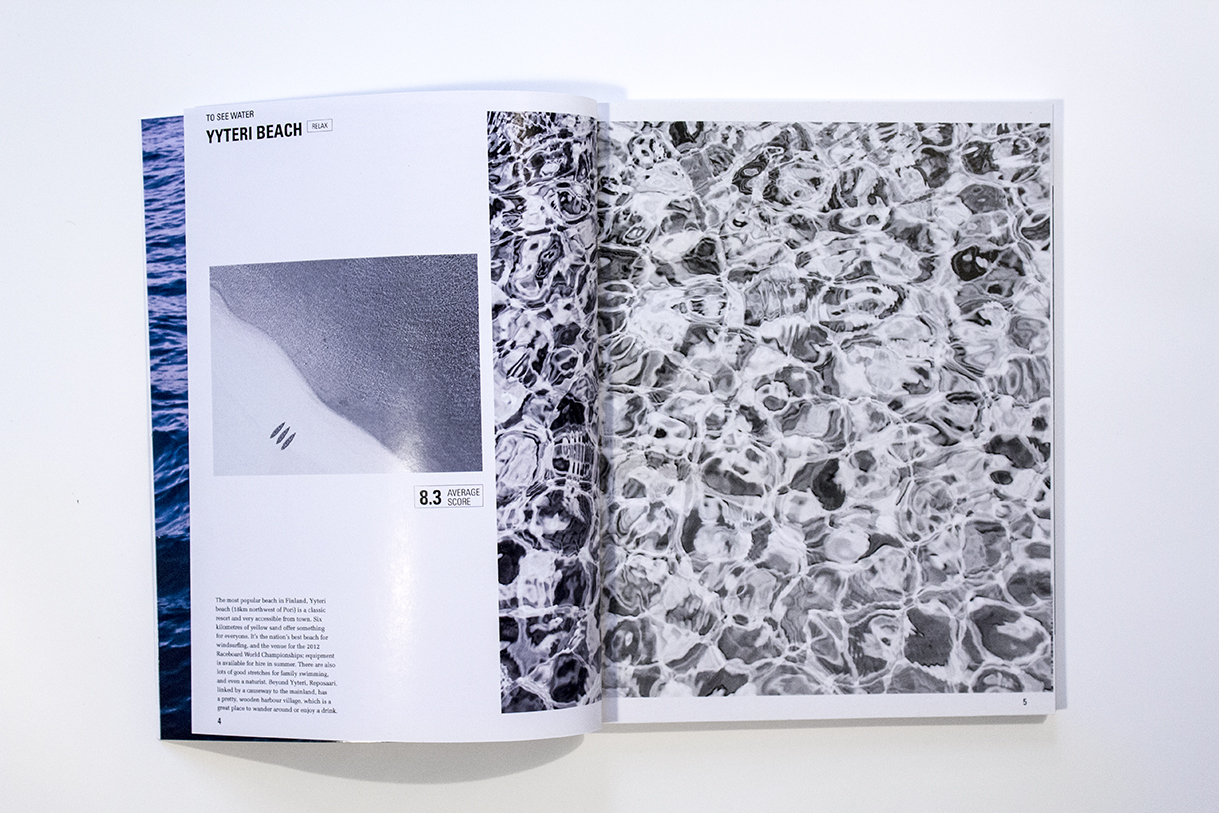 TO SEE WATER
YYTERI BEACH RELAX
8.3 AVERAGE
SCORE
The most popular beach in Finland, Yyteri
beach (18km northwest of Pori) is a classic
resort and very accessible from town. Six
kilometres of yellow sand offer something
for everyone. It's the nation's best beach for
windsurfing, and the venue for the 2012
Raceboard World Championships; equipment
is available for hire in summer. There are also
lots of good stretches for family swimming,
and even a naturist. Beyond Yyteri, Reposaari,
linked by a causeway to the mainland, has
a pretty, wooden harbour village, which is a
great place to wander around or enjoy a drink.
4
5